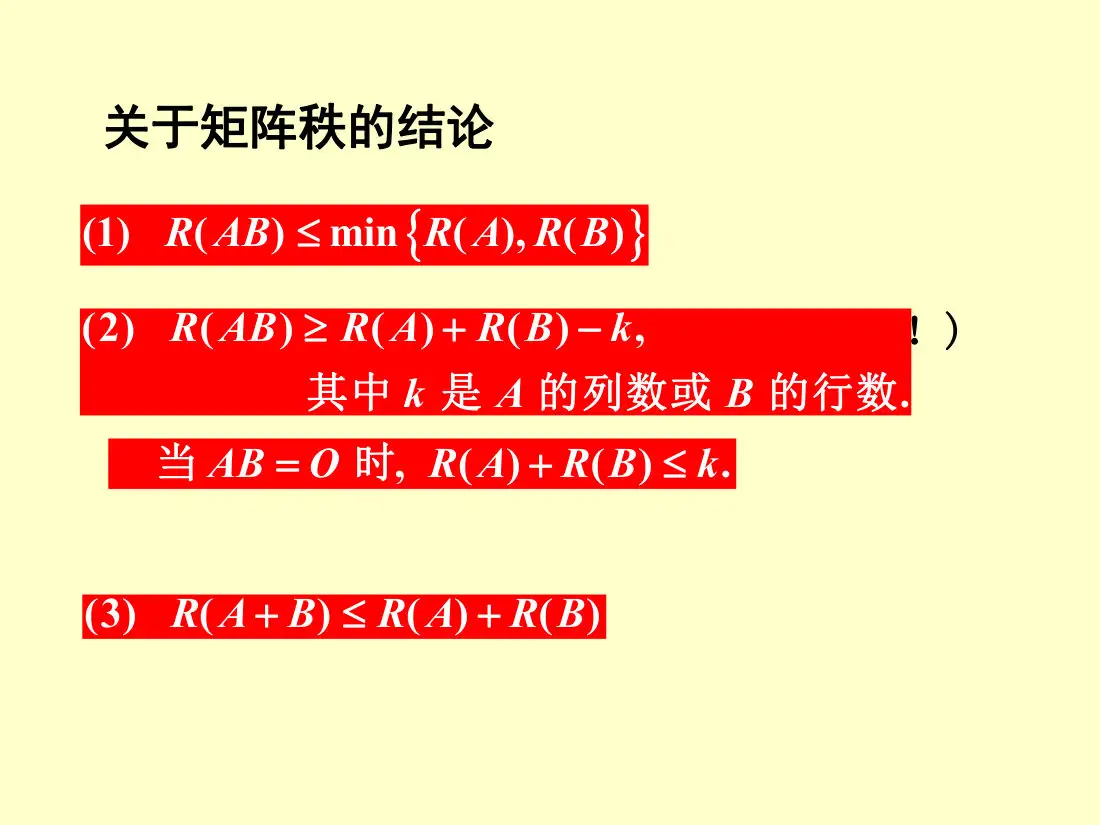 关于矩阵秩的结论
(1) R(AB) ≤ min{R(A), R(B)}
(2) R(AB) ≥ R(A) + R(B) − k, ！）
其中 k 是 A 的列数或 B 的行数.
当 AB = O 时, R(A) + R(B) ≤ k.
(3) R(A + B) ≤ R(A) + R(B)